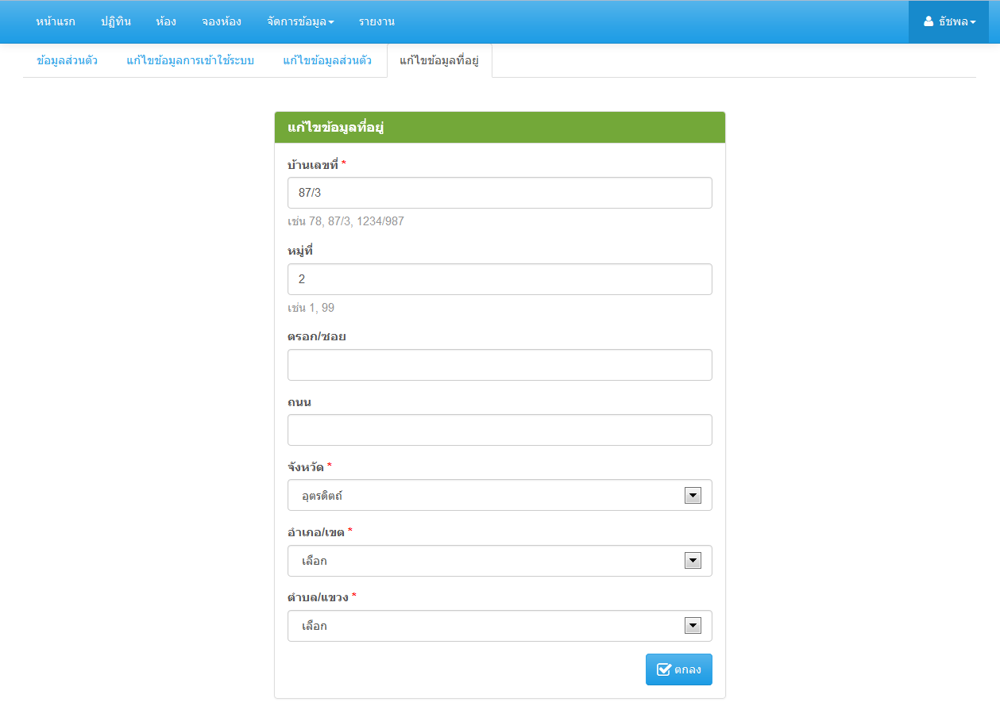 หน้าแรก ปฏิทิน ห้อง จองห้อง จัดการข้อมูล รายงาน ธัชพล
ข้อมูลส่วนตัว แก้ไขข้อมูลการเข้าใช้ระบบ แก้ไขข้อมูลส่วนตัว แก้ไขข้อมูลที่อยู่
แก้ไขข้อมูลที่อยู่
บ้านเลขที่ *
87/3
เช่น 78, 87/3, 1234/987
หมู่ที่
2
เช่น 1, 99
ตรอก/ซอย
ถนน
จังหวัด *
อุตรดิตถ์
อำเภอ/เขต *
เลือก
ตำบล/แขวง *
เลือก
ตกลง